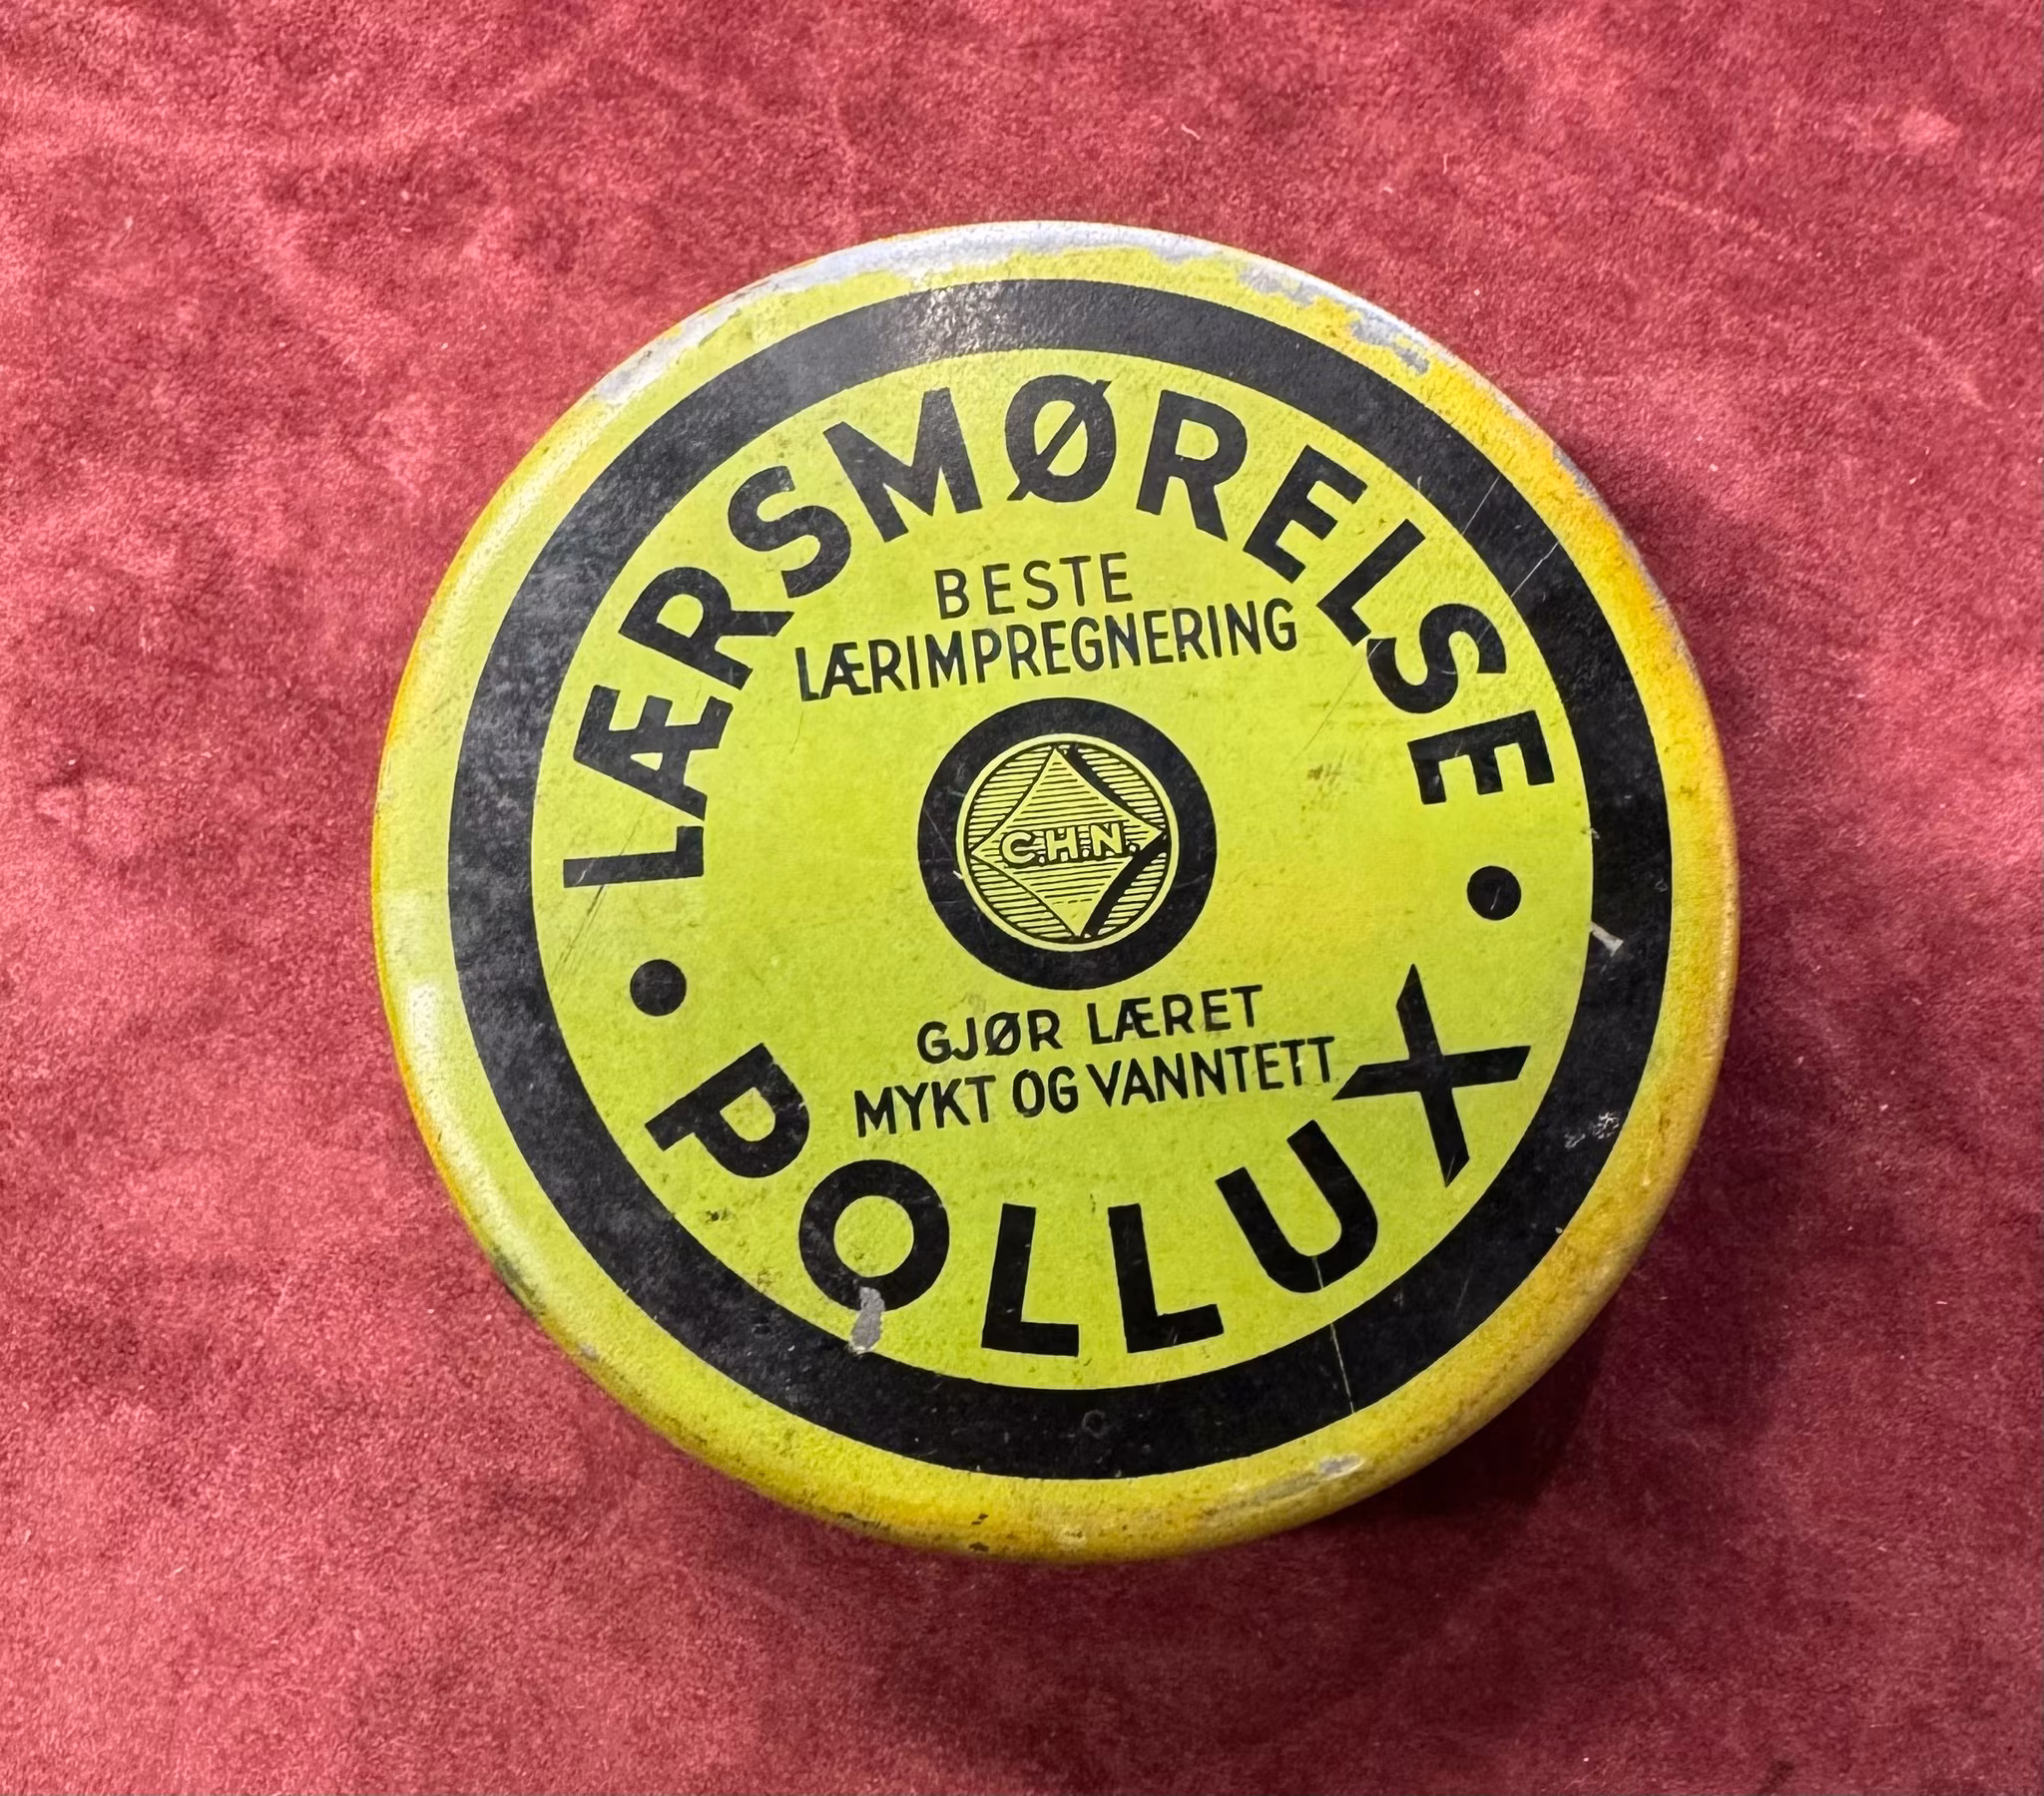 LÆRSMØRELSE
BESTE
LÆRIMPREGNERING
C.H.N.
GJØR LÆRET
MYKT OG VANNTETT
POLLUX